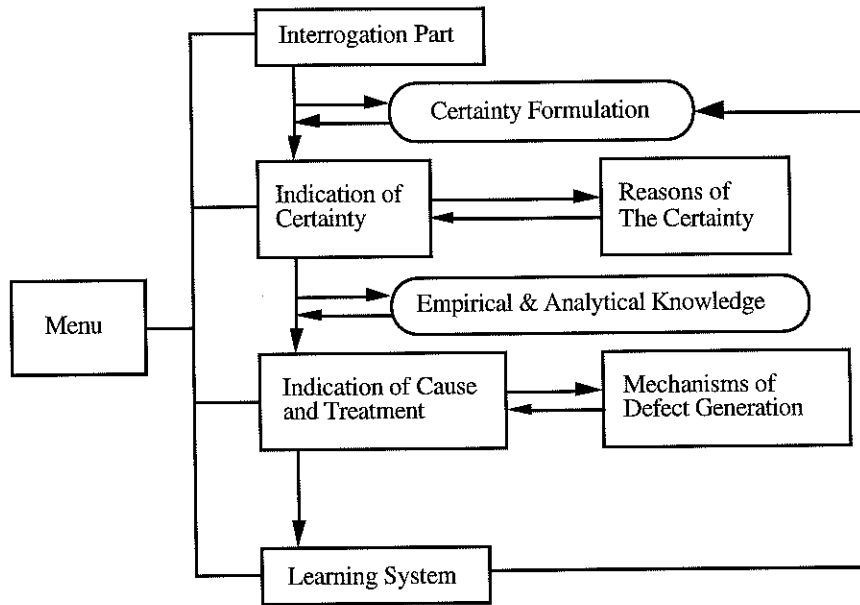 Interrogation Part
Certainty Formulation
Indication of
Certainty
Reasons of
The Certainty
Empirical & Analytical Knowledge
Menu
Indication of Cause
and Treatment
Mechanisms of
Defect Generation
Learning System